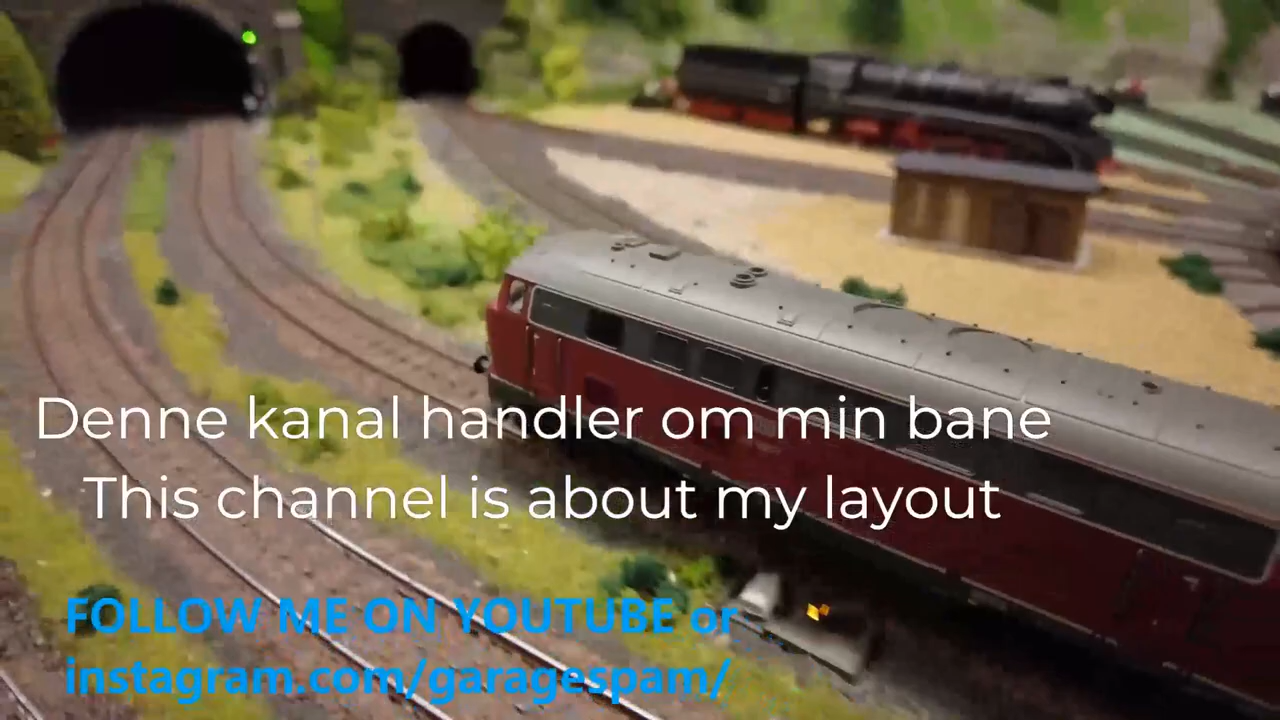 Denne kanal handler om min bane
This channel is about my layout
FOLLOW ME ON YOUTUBE or
instagram.com/garagespam/